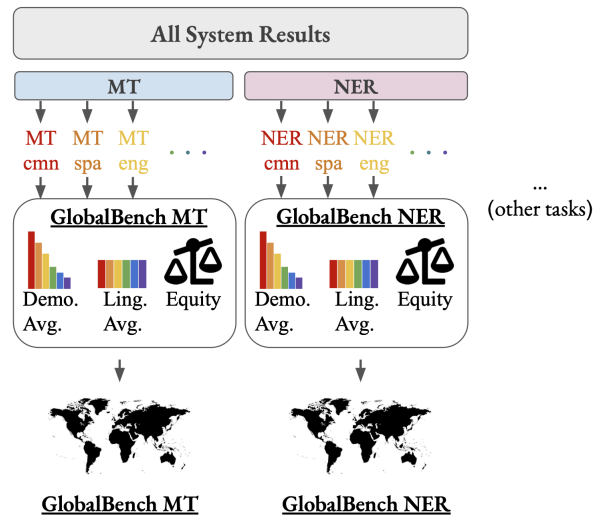 All System Results
MT
NER
MT MT MT
cmn spa eng
. . .
NER NER NER
cmn spa eng
. . .
...
(other tasks)
GlobalBench MT
Demo. Ling. Equity
Avg. Avg.
GlobalBench NER
Demo. Ling. Equity
Avg. Avg.
GlobalBench MT
GlobalBench NER